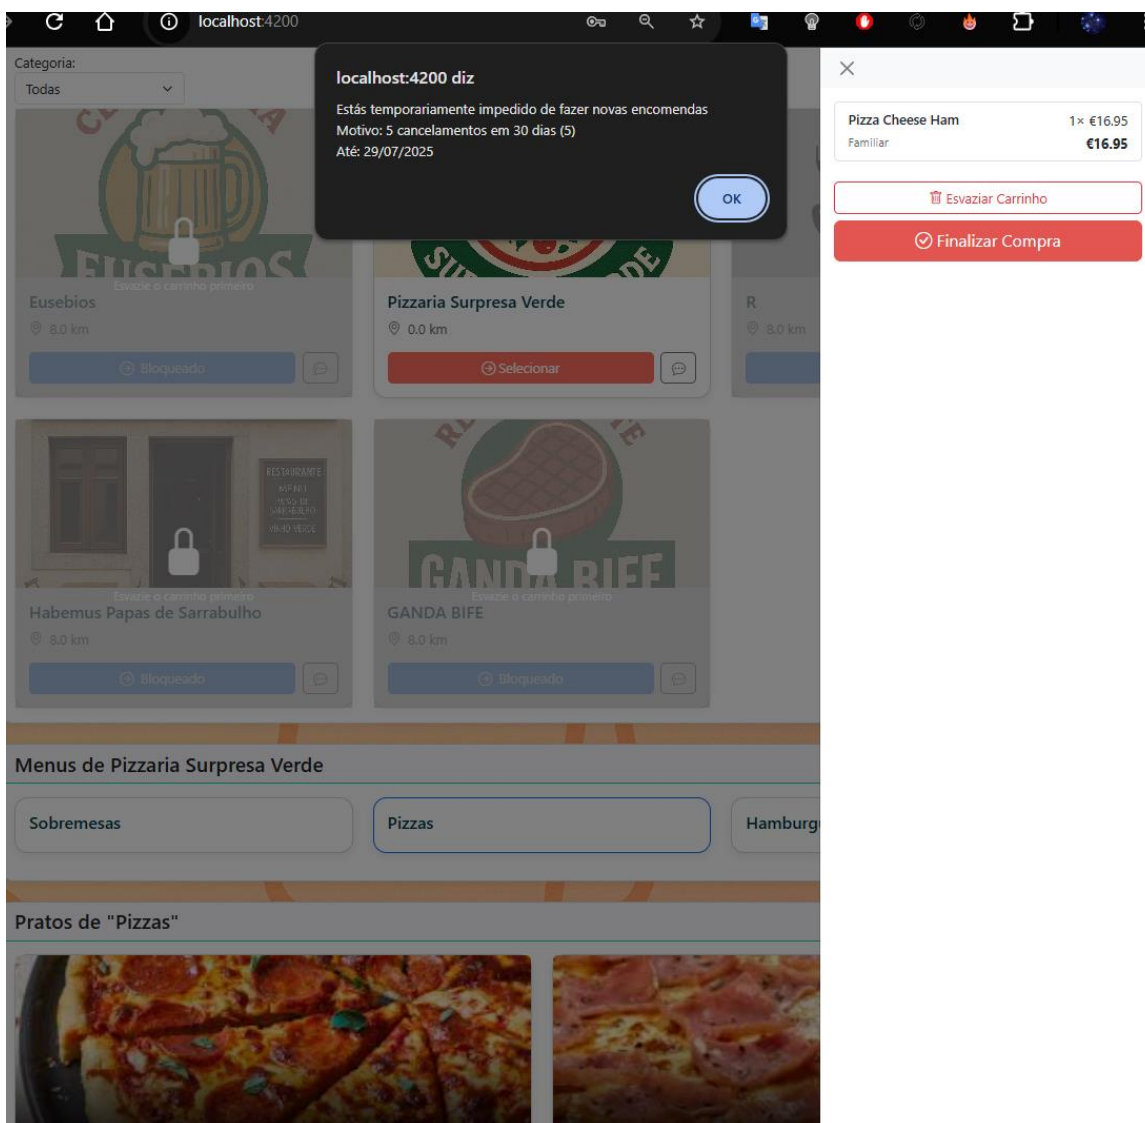 localhost:4200
Categoria:
Todas
localhost:4200 diz
Estás temporariamente impedido de fazer novas encomendas
Motivo: 5 cancelamentos em 30 dias (5)
Até: 29/07/2025
OK
Pizza Cheese Ham 1× €16.95
Familiar €16.95
Esvaziar Carrinho
Finalizar Compra
EUSEBIOS
Esvazie o carrinho primeiro
Eusebios
8.0 km
Bloqueado
Pizzaria Surpresa Verde
0.0 km
Selecionar
R
8.0 km
RESTAURANTE
MENU
VINHO VERDE
Esvazie o carrinho primeiro
Habemus Papas de Sarrabulho
8.0 km
Bloqueado
GANDA BIFE
Esvazie o carrinho primeiro
GANDA BIFE
8.0 km
Bloqueado
Menus de Pizzaria Surpresa Verde
Sobremesas
Pizzas
Hamburg
Pratos de "Pizzas"